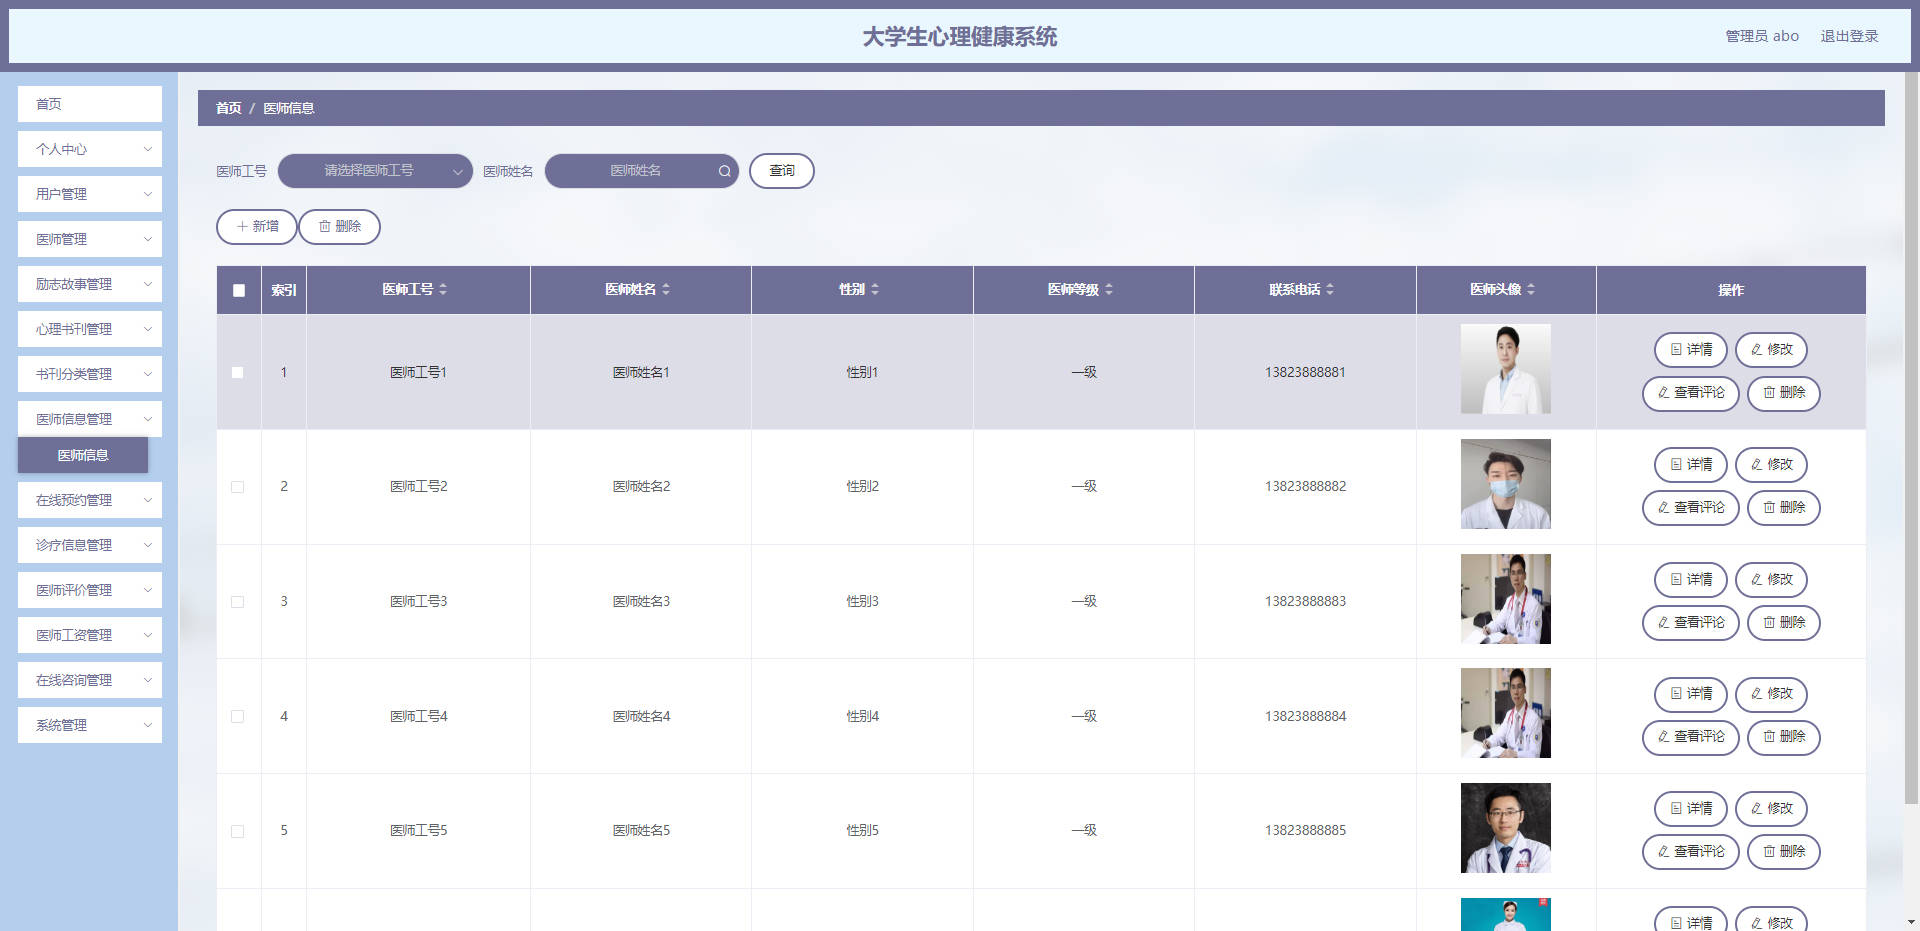 大学生心理健康系统
管理员 abo 退出登录
首页
个人中心
用户管理
医师管理
励志故事管理
心理书刊管理
书刊分类管理
医师信息管理
医师信息
在线预约管理
诊疗信息管理
医师评价管理
医师工资管理
在线咨询管理
系统管理
首页 / 医师信息
医师工号 请选择医师工号 医师姓名 医师姓名 查询
新增 删除
索引 医师工号 医师姓名 性别 医师等级 联系电话 医师头像 操作
1 医师工号1 医师姓名1 性别1 一级 13823888881 详情 修改
查看评论 删除
2 医师工号2 医师姓名2 性别2 一级 13823888882 详情 修改
查看评论 删除
3 医师工号3 医师姓名3 性别3 一级 13823888883 详情 修改
查看评论 删除
4 医师工号4 医师姓名4 性别4 一级 13823888884 详情 修改
查看评论 删除
5 医师工号5 医师姓名5 性别5 一级 13823888885 详情 修改
查看评论 删除
详情 修改